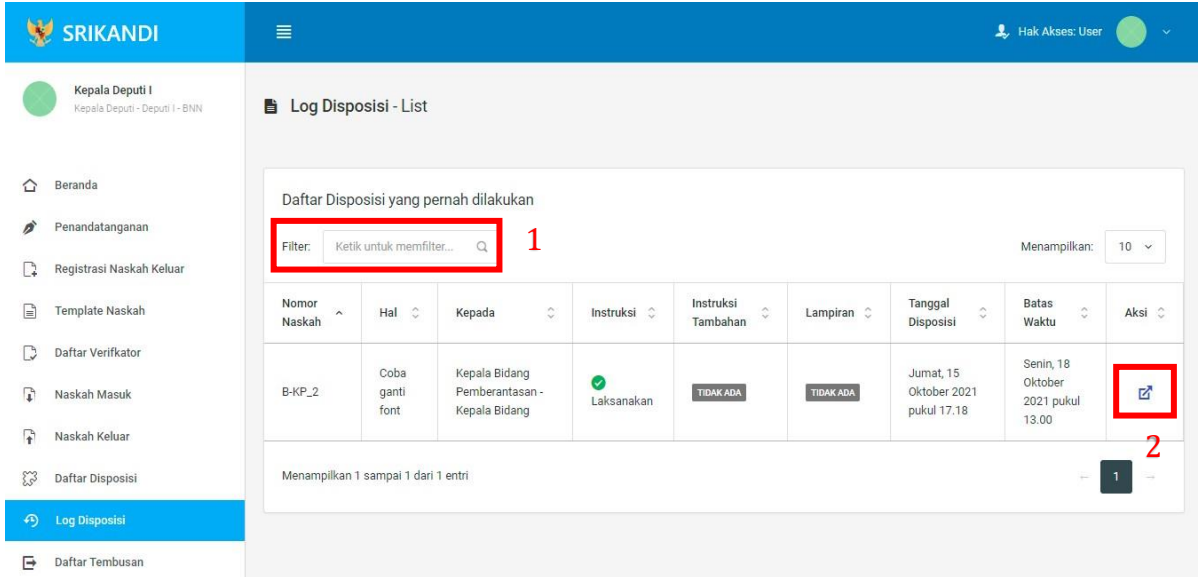 SRIKANDI
Hak Akses: User
Kepala Deputi I
Kepala Deputi - Deputi I - BNN
Log Disposisi - List
Beranda
Penandatanganan
Registrasi Naskah Keluar
Template Naskah
Daftar Verifkator
Naskah Masuk
Naskah Keluar
Daftar Disposisi
Log Disposisi
Daftar Tembusan
Daftar Disposisi yang pernah dilakukan
Filter: Ketik untuk memfilter... 1
Menampilkan: 10
Nomor
Naskah
Hal
Kepada
Instruksi
Instruksi
Tambahan
Lampiran
Tanggal
Disposisi
Batas
Waktu
Aksi
B-KP_2
Coba
ganti
font
Kepala Bidang
Pemberantasan -
Kepala Bidang
Laksanakan
TIDAK ADA
TIDAK ADA
Jumat, 15
Oktober 2021
pukul 17.18
Senin, 18
Oktober
2021 pukul
13.00
2
Menampilkan 1 sampai 1 dari 1 entri
← 1 →